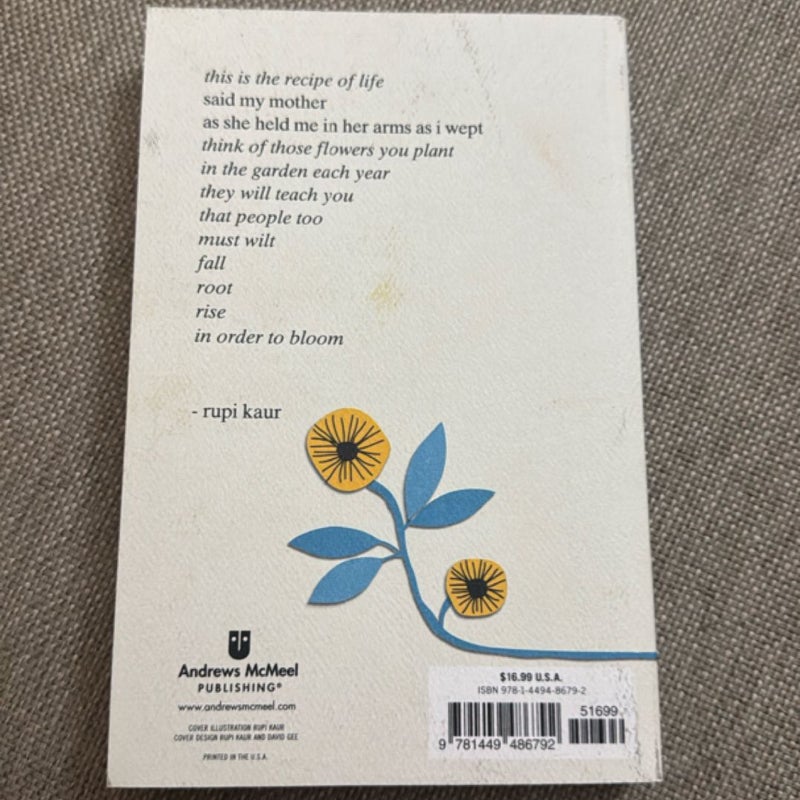 this is the recipe of life
said my mother
as she held me in her arms as i wept
think of those flowers you plant
in the garden each year
they will teach you
that people too
must wilt
fall
root
rise
in order to bloom
- rupi kaur
Andrews McMeel
PUBLISHING®
www.andrewsmcmeel.com
COVER ILLUSTRATION RUPI KAUR
COVER DESIGN RUPI KAUR AND DAVID GEE
PRINTED IN THE U.S.A.
$16.99 U.S.A.
ISBN 978-1-4494-8679-2
51699
9 781449 486792